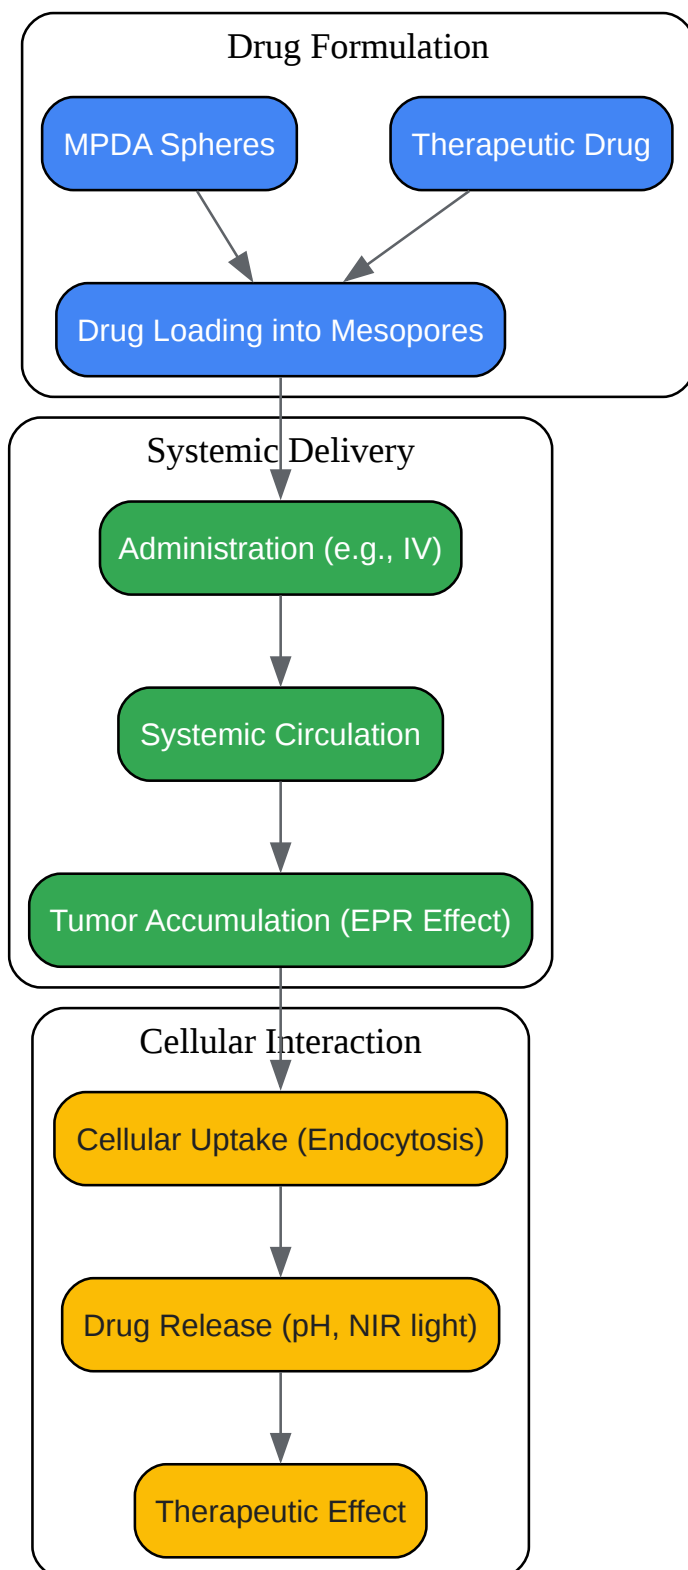 Drug Formulation
MPDA Spheres
Therapeutic Drug
Drug Loading into Mesopores
Systemic Delivery
Administration (e.g., IV)
Systemic Circulation
Tumor Accumulation (EPR Effect)
Cellular Interaction
Cellular Uptake (Endocytosis)
Drug Release (pH, NIR light)
Therapeutic Effect